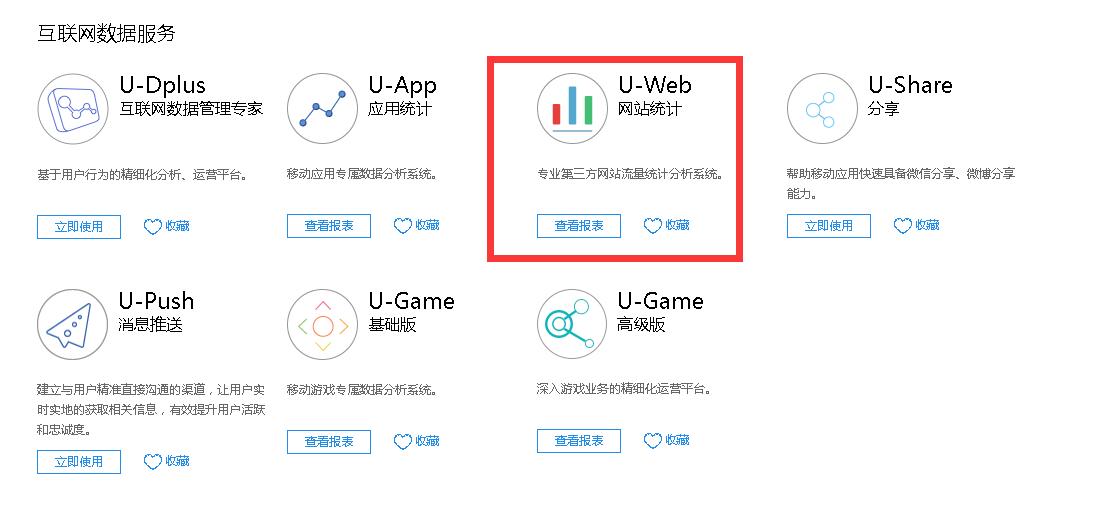 互联网数据服务
U-Dplus
互联网数据管理专家
基于用户行为的精细化分析、运营平台。
立即使用
收藏
U-App
应用统计
移动应用专属数据分析系统。
查看报表
收藏
U-Web
网站统计
专业第三方网站流量统计分析系统。
查看报表
收藏
U-Share
分享
帮助移动应用快速具备微信分享、微博分享
能力。
立即使用
收藏
U-Push
消息推送
建立与用户精准直接沟通的渠道，让用户实
时实地的获取相关信息，有效提升用户活跃
和忠诚度。
立即使用
收藏
U-Game
基础版
移动游戏专属数据分析系统。
查看报表
收藏
U-Game
高级版
深入游戏业务的精细化运营平台。
查看报表
收藏